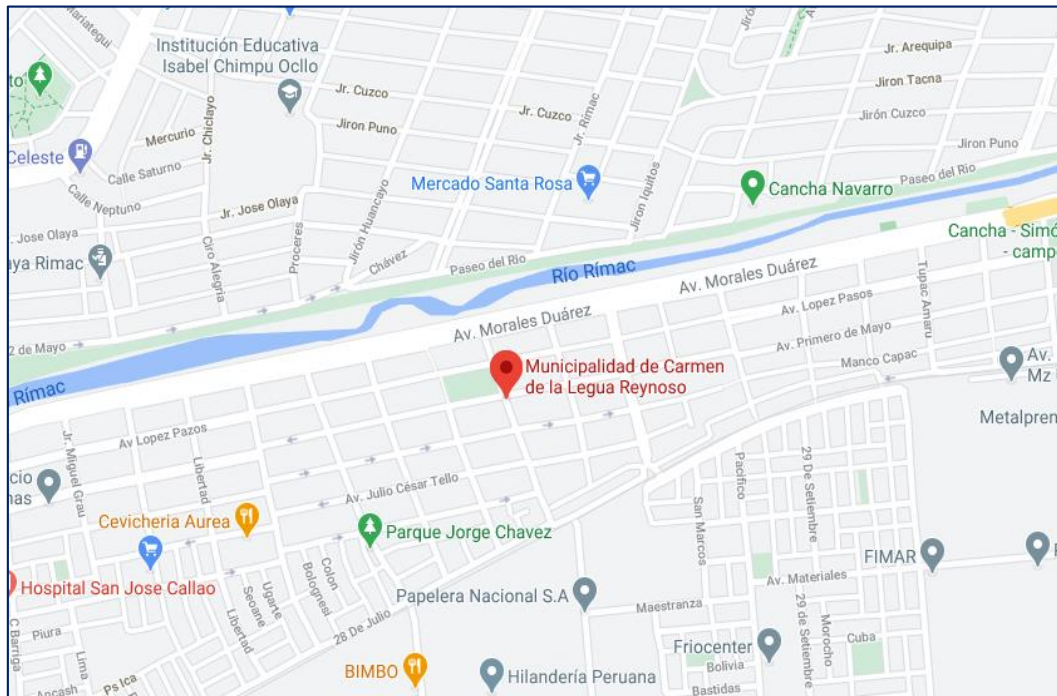 Mariategui
Institución Educativa
Isabel Chimpu Ocllo
Jr. Arequipa
Jiron Tacna
Jr. Cuzco
Jr. Cuzco
Jirón Cuzco
Jr. Chiclayo
Mercurio
Jiron Puno
Jr. Rimac
Jiron Puno
Celeste
Calle Saturno
Mercado Santa Rosa
Paseo del Rio
Calle Neptuno
Jr. Jose Olaya
Jirón Huancayo
Jiron Iquitos
Cancha Navarro
Jose Olaya
Ciro Alegria
Proceres
Chávez
Paseo del Rio
Río Rímac
Cancha - Simó
- campo
aya Rimac
Av. Morales Duárez
Tupac Amaru
Av. Lopez Pasos
2 de Mayo
Av. Morales Duárez
Av. Primero de Mayo
Manco Capac
Av.
Mz
Rímac
Municipalidad de Carmen
de la Legua Reynoso
Metalpren
Av Lopez Pazos
Jr. Miguel Grau
Libertad
Pacifico
29 De Setiembre
cio
nas
Av. Julio César Tello
San Marcos
Cevicheria Aurea
Parque Jorge Chavez
FIMAR
Hospital San Jose Callao
Colon
Bolognesi
Ugarte
Seoane
Libertad
28 De Julio
Papelera Nacional S.A
Av. Materiales
Maestranza
29 de Setiembre
Morocho
Cuba
C Barriga
Piura
Lima
Friocenter
Bolivia
BIMBO
Hilandería Peruana
Bastidas
Ancash
Ps Ica